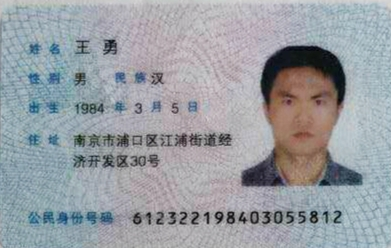 姓名 王勇
性别 男 民族 汉
出生 1984 年 3 月 5 日
住址 南京市浦口区江浦街道经
济开发区30号
公民身份号码 612322198403055812